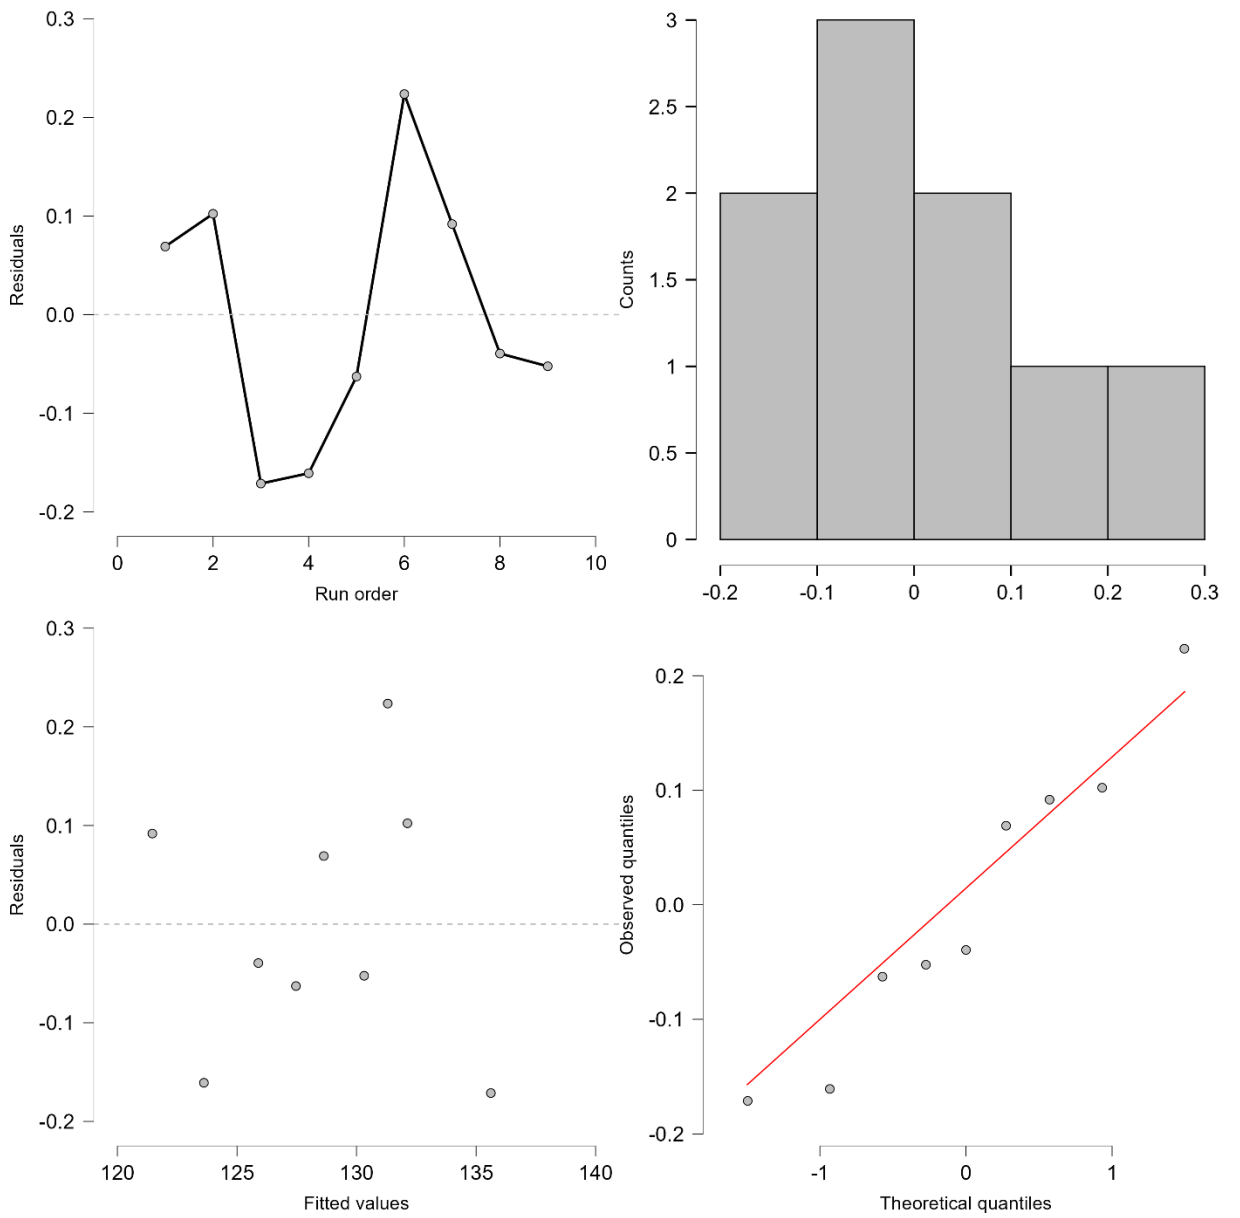 0.3
0.2
0.1
0.0
-0.1
-0.2
Residuals
0 2 4 6 8 10
Run order
3
2.5
2
1.5
1
0.5
0
Counts
-0.2 -0.1 0 0.1 0.2 0.3
0.3
0.2
0.1
0.0
-0.1
-0.2
Residuals
120 125 130 135 140
Fitted values
0.2
0.1
0.0
-0.1
-0.2
Observed quantiles
-1 0 1
Theoretical quantiles